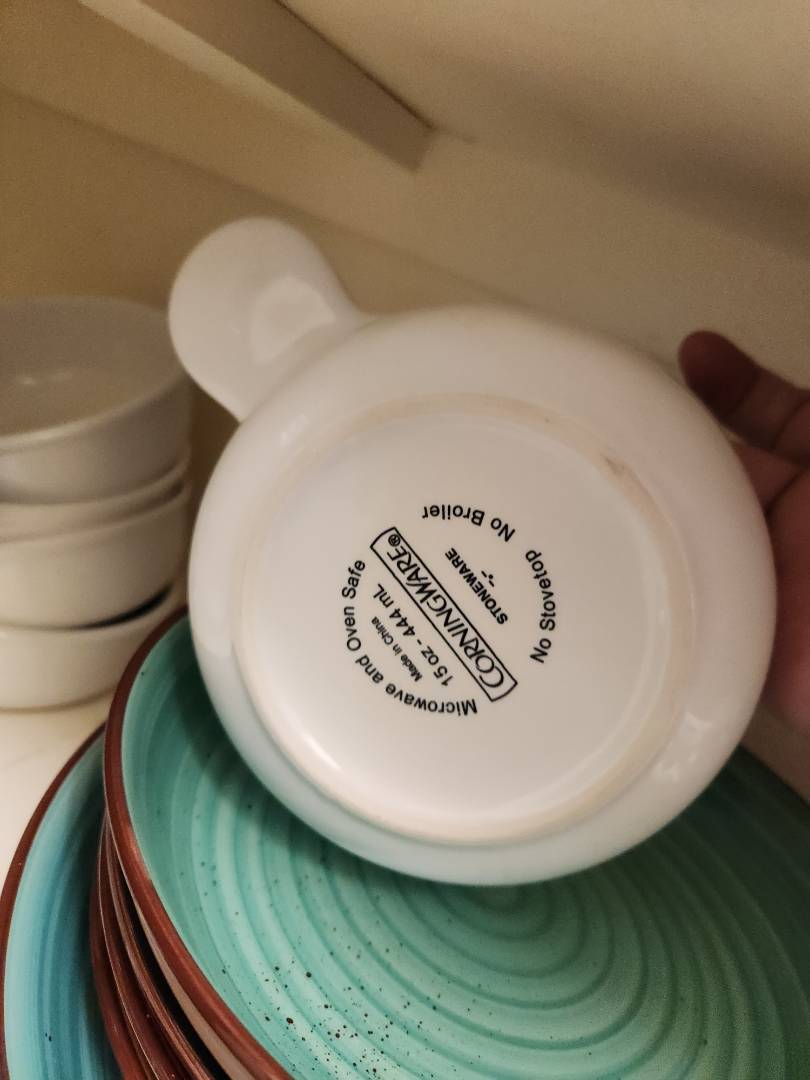 No Stovetop No Broiler
STONEWARE
CORNINGWARE®
15 OZ - 444 mL
Made in China
Microwave and Oven Safe